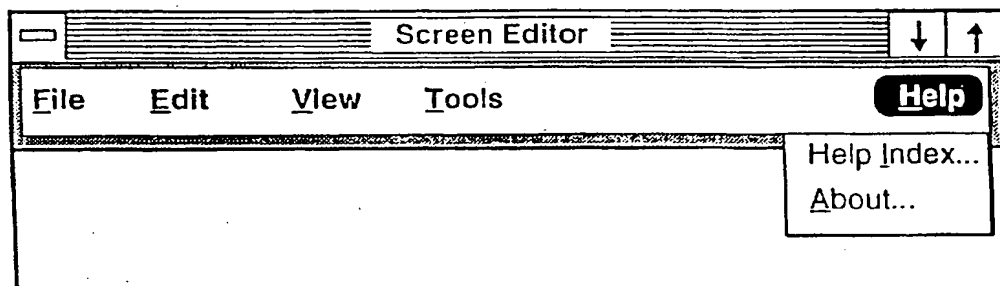 Screen Editor
File Edit View Tools Help
Help Index...
About...